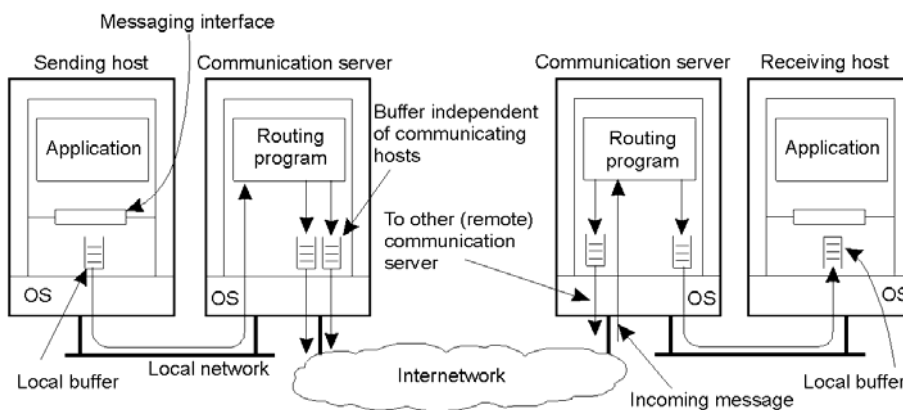 Messaging interface
Sending host
Communication server
Communication server
Receiving host
Application
Routing
program
Buffer independent
of communicating
hosts
Routing
program
Application
To other (remote)
communication
server
OS
OS
OS
OS
Local buffer
Local network
Internetwork
Incoming message
Local buffer